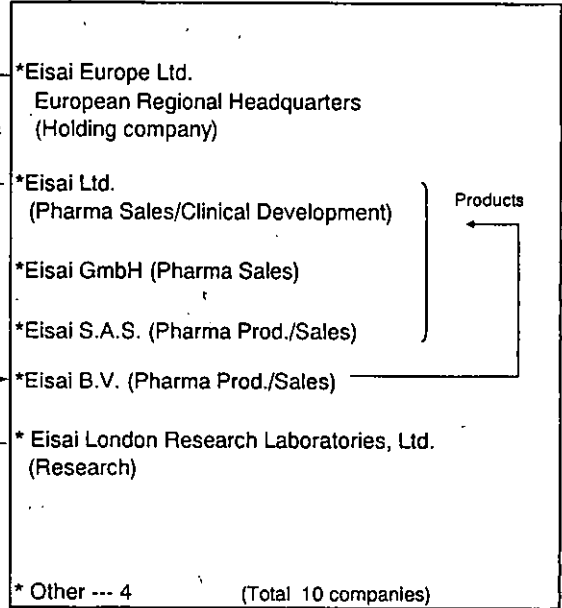 *Eisai Europe Ltd.
European Regional Headquarters
(Holding company)
*Eisai Ltd.
(Pharma Sales/Clinical Development)
Products
*Eisai GmbH (Pharma Sales)
*Eisai S.A.S. (Pharma Prod./Sales)
*Eisai B.V. (Pharma Prod./Sales)
* Eisai London Research Laboratories, Ltd.
(Research)
* Other --- 4 (Total 10 companies)